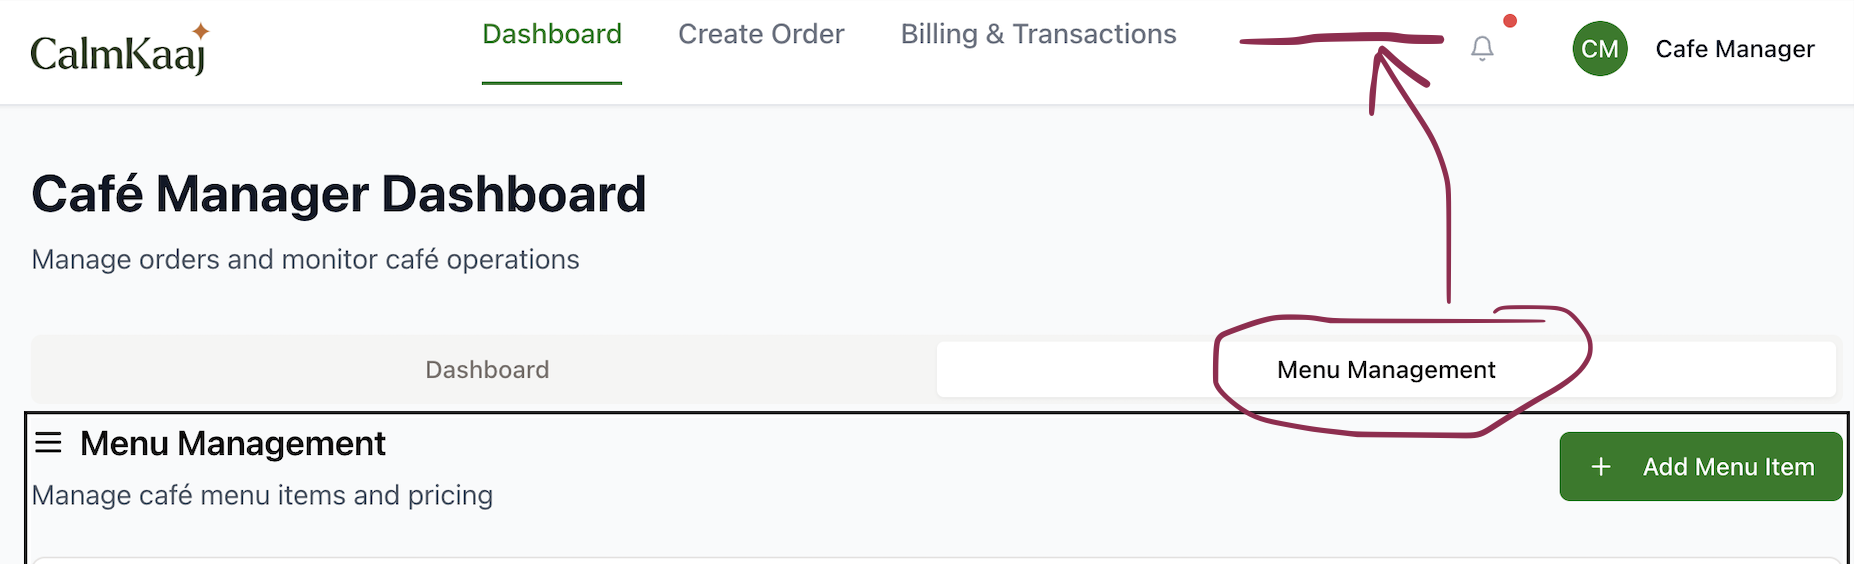 CalmKaaj
Dashboard Create Order Billing & Transactions
CM Cafe Manager
Café Manager Dashboard
Manage orders and monitor café operations
Dashboard Menu Management
Menu Management
Add Menu Item
Manage café menu items and pricing